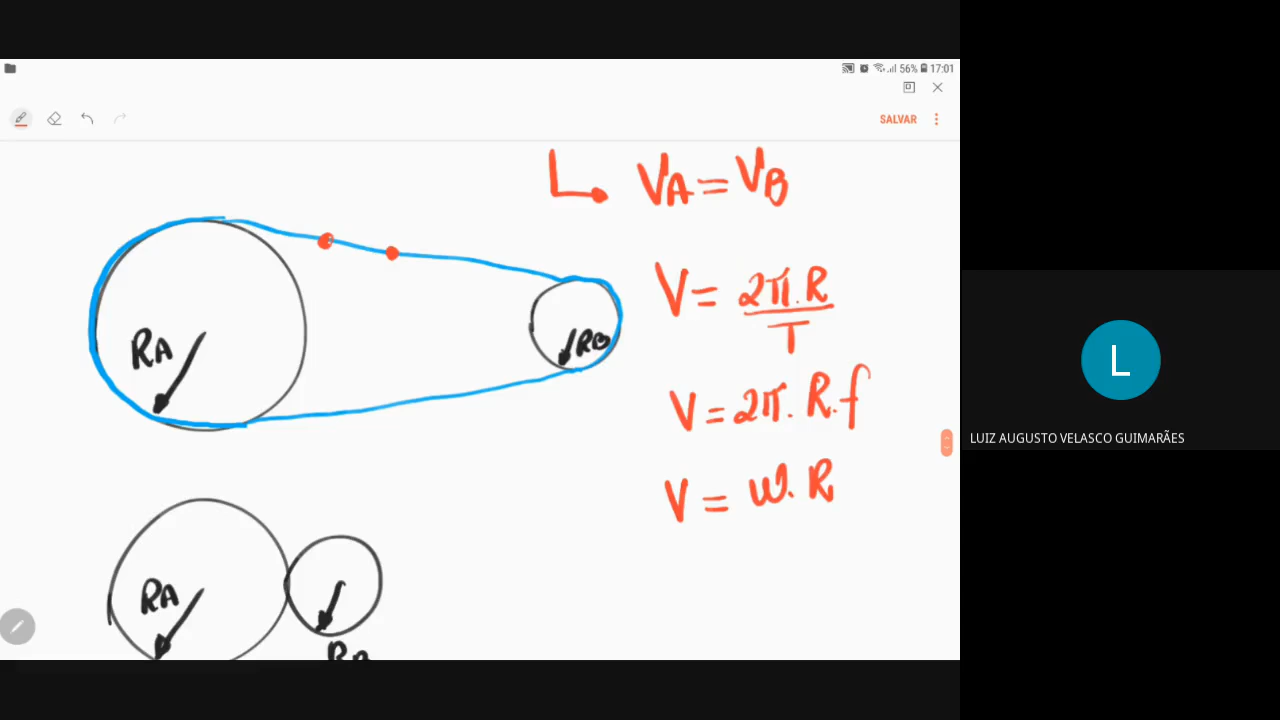 56% 17:01
SALVAR
VA = VB
V = 2π.R/T
V = 2π.R.f
V = ω.R
RA
RB
RA
LUIZ AUGUSTO VELASCO GUIMARÃES
L